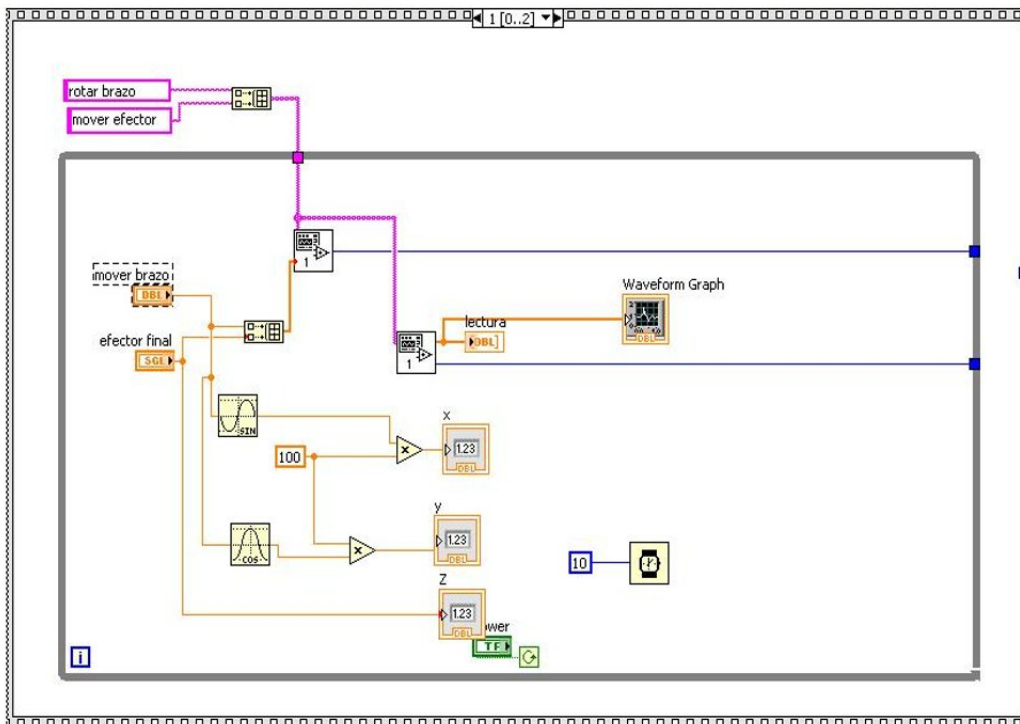 1 [0..2]
rotar brazo
mover efector
mover brazo
DBL
1
Waveform Graph
DBL
lectura
DBL]
efector final
SGL
1
SIN
x
1.23
DBL
100
x
y
1.23
DBL
COS
x
10
Z
1.23
DBL
ower
TF
i